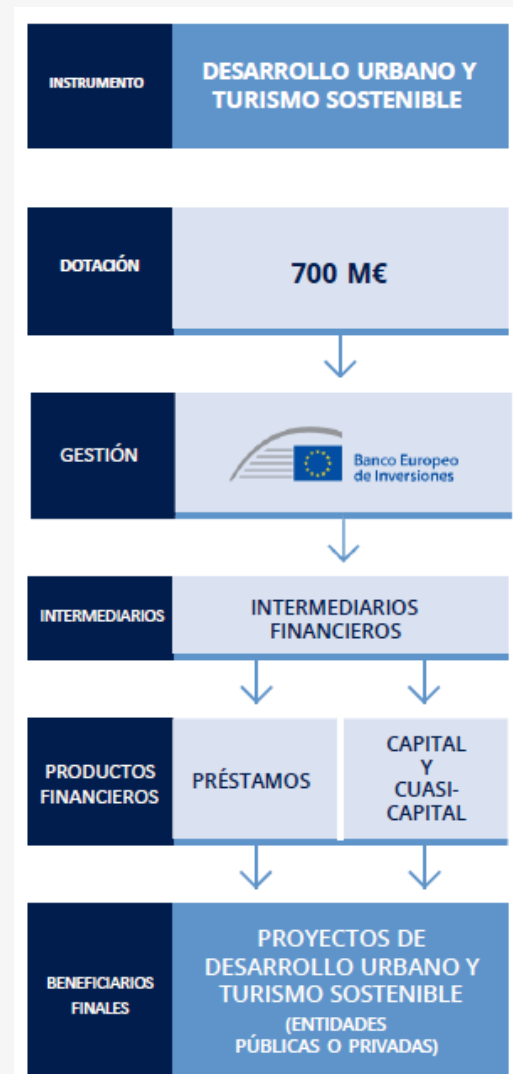 INSTRUMENTO
DESARROLLO URBANO Y
TURISMO SOSTENIBLE
DOTACIÓN
700 M€
GESTIÓN
Banco Europeo
de Inversiones
INTERMEDIARIOS
INTERMEDIARIOS
FINANCIEROS
PRODUCTOS
FINANCIEROS
PRÉSTAMOS
CAPITAL
Y
CUASI-
CAPITAL
BENEFICIARIOS
FINALES
PROYECTOS DE
DESARROLLO URBANO Y
TURISMO SOSTENIBLE
(ENTIDADES
PÚBLICAS O PRIVADAS)